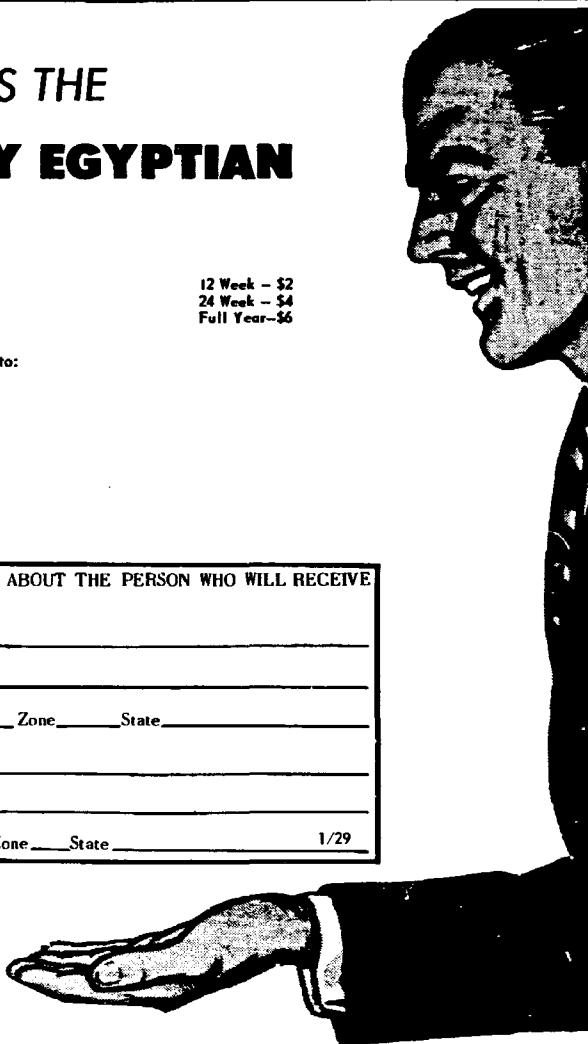 S THE
Y EGYPTIAN
12 Week – $2
24 Week – $4
Full Year–$6
to:
ABOUT THE PERSON WHO WILL RECEIVE
Zone State
one State 1/29